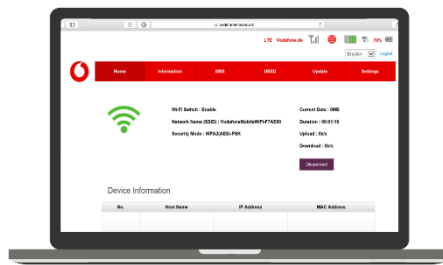 LTE Vodafone.de 70%
English Logout
Home Information SMS USSD Update Settings
Wi-Fi Switch : Enable
Network Name (SSID) :
Security Mode : WPA2(AES)-PSK
Current Data : 0MB
Duration : 00:01:18
Upload : 0b/s
Download : 0b/s
Disconnect
Device Information
No. Host Name IP Address MAC Address